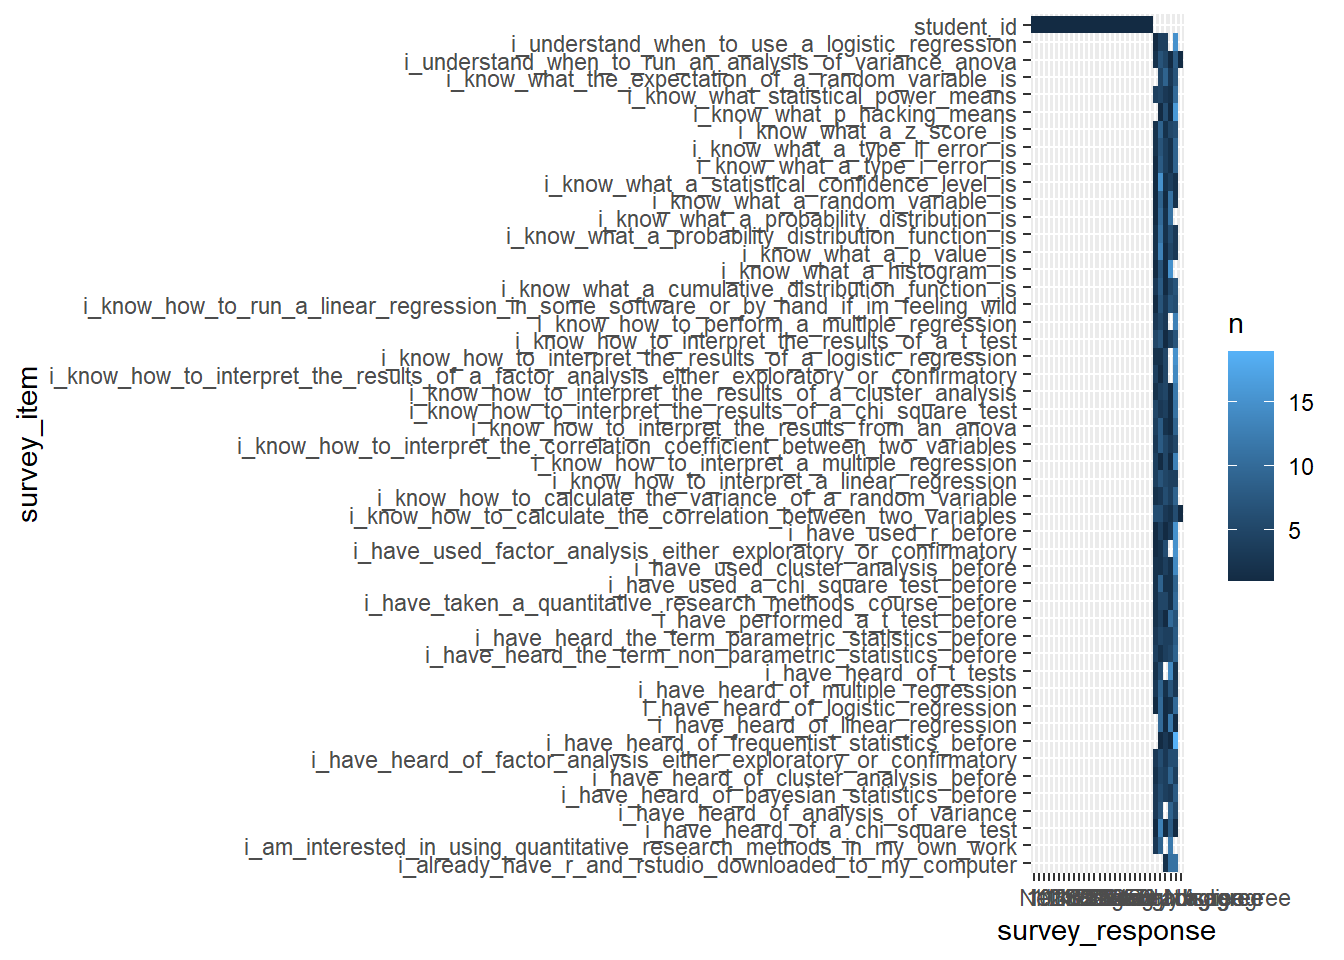 student_id
i_understand_when_to_use_a_logistic_regression
i_understand_when_to_run_an_analysis_of_variance_anova
i_know_what_the_expectation_of_a_random_variable_is
i_know_what_statistical_power_means
i_know_what_p_hacking_means
i_know_what_a_z_score_is
i_know_what_a_type_ii_error_is
i_know_what_a_type_i_error_is
i_know_what_a_statistical_confidence_level_is
i_know_what_a_random_variable_is
i_know_what_a_probability_distribution_is
i_know_what_a_probability_distribution_function_is
i_know_what_a_p_value_is
i_know_what_a_histogram_is
i_know_what_a_cumulative_distribution_function_is
i_know_how_to_run_a_linear_regression_in_some_software_or_by_hand_if_im_feeling_wild
i_know_how_to_perform_a_multiple_regression
i_know_how_to_interpret_the_results_of_a_t_test
i_know_how_to_interpret_the_results_of_a_logistic_regression
i_know_how_to_interpret_the_results_of_a_factor_analysis_either_exploratory_or_confirmatory
i_know_how_to_interpret_the_results_of_a_cluster_analysis
i_know_how_to_interpret_the_results_of_a_chi_square_test
i_know_how_to_interpret_the_results_from_an_anova
i_know_how_to_interpret_the_correlation_coefficient_between_two_variables
i_know_how_to_interpret_a_multiple_regression
i_know_how_to_interpret_a_linear_regression
i_know_how_to_calculate_the_variance_of_a_random_variable
i_know_how_to_calculate_the_correlation_between_two_variables
i_have_used_r_before
i_have_used_factor_analysis_either_exploratory_or_confirmatory
i_have_used_cluster_analysis_before
i_have_used_a_chi_square_test_before
i_have_taken_a_quantitative_research_methods_course_before
i_have_performed_a_t_test_before
i_have_heard_the_term_parametric_statistics_before
i_have_heard_the_term_non_parametric_statistics_before
i_have_heard_of_t_tests
i_have_heard_of_multiple_regression
i_have_heard_of_logistic_regression
i_have_heard_of_linear_regression
i_have_heard_of_frequentist_statistics_before
i_have_heard_of_factor_analysis_either_exploratory_or_confirmatory
i_have_heard_of_cluster_analysis_before
i_have_heard_of_bayesian_statistics_before
i_have_heard_of_analysis_of_variance
i_have_heard_of_a_chi_square_test
i_am_interested_in_using_quantitative_research_methods_in_my_own_work
i_already_have_r_and_rstudio_downloaded_to_my_computer
survey_item
survey_response
n
15
10
5